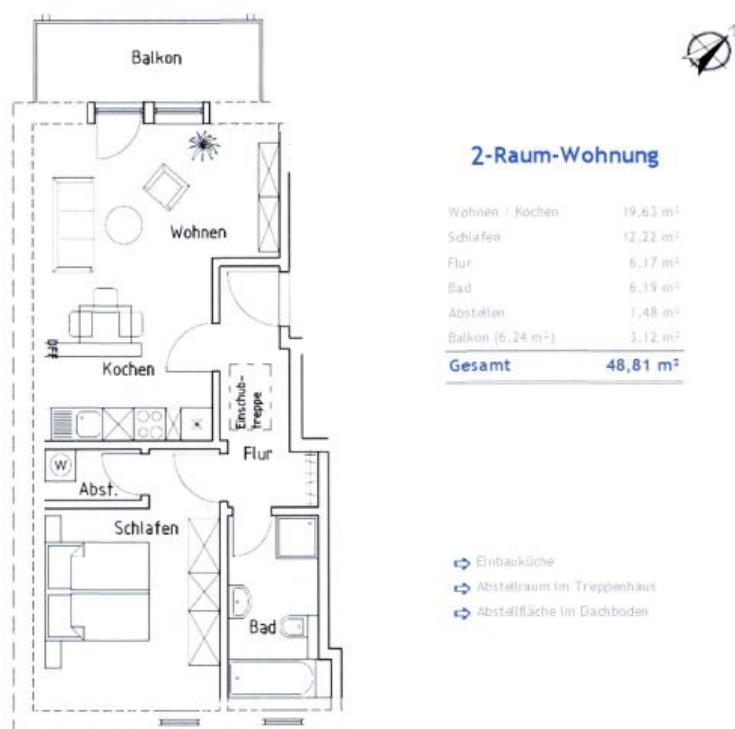 Balkon
2-Raum-Wohnung
Wohnen / Kochen 19,63 m²
Schlafen 12,22 m²
Flur 6,17 m²
Bad 6,19 m²
Abstellen 1,48 m²
Balkon (6,24 m²) 3,12 m²
Gesamt 48,81 m²
Wohnen
Kochen
Einschub-
treppe
Flur
W
Abst.
Schlafen
Bad
Einbauküche
Abstellraum im Treppenhaus
Abstellfläche im Dachboden